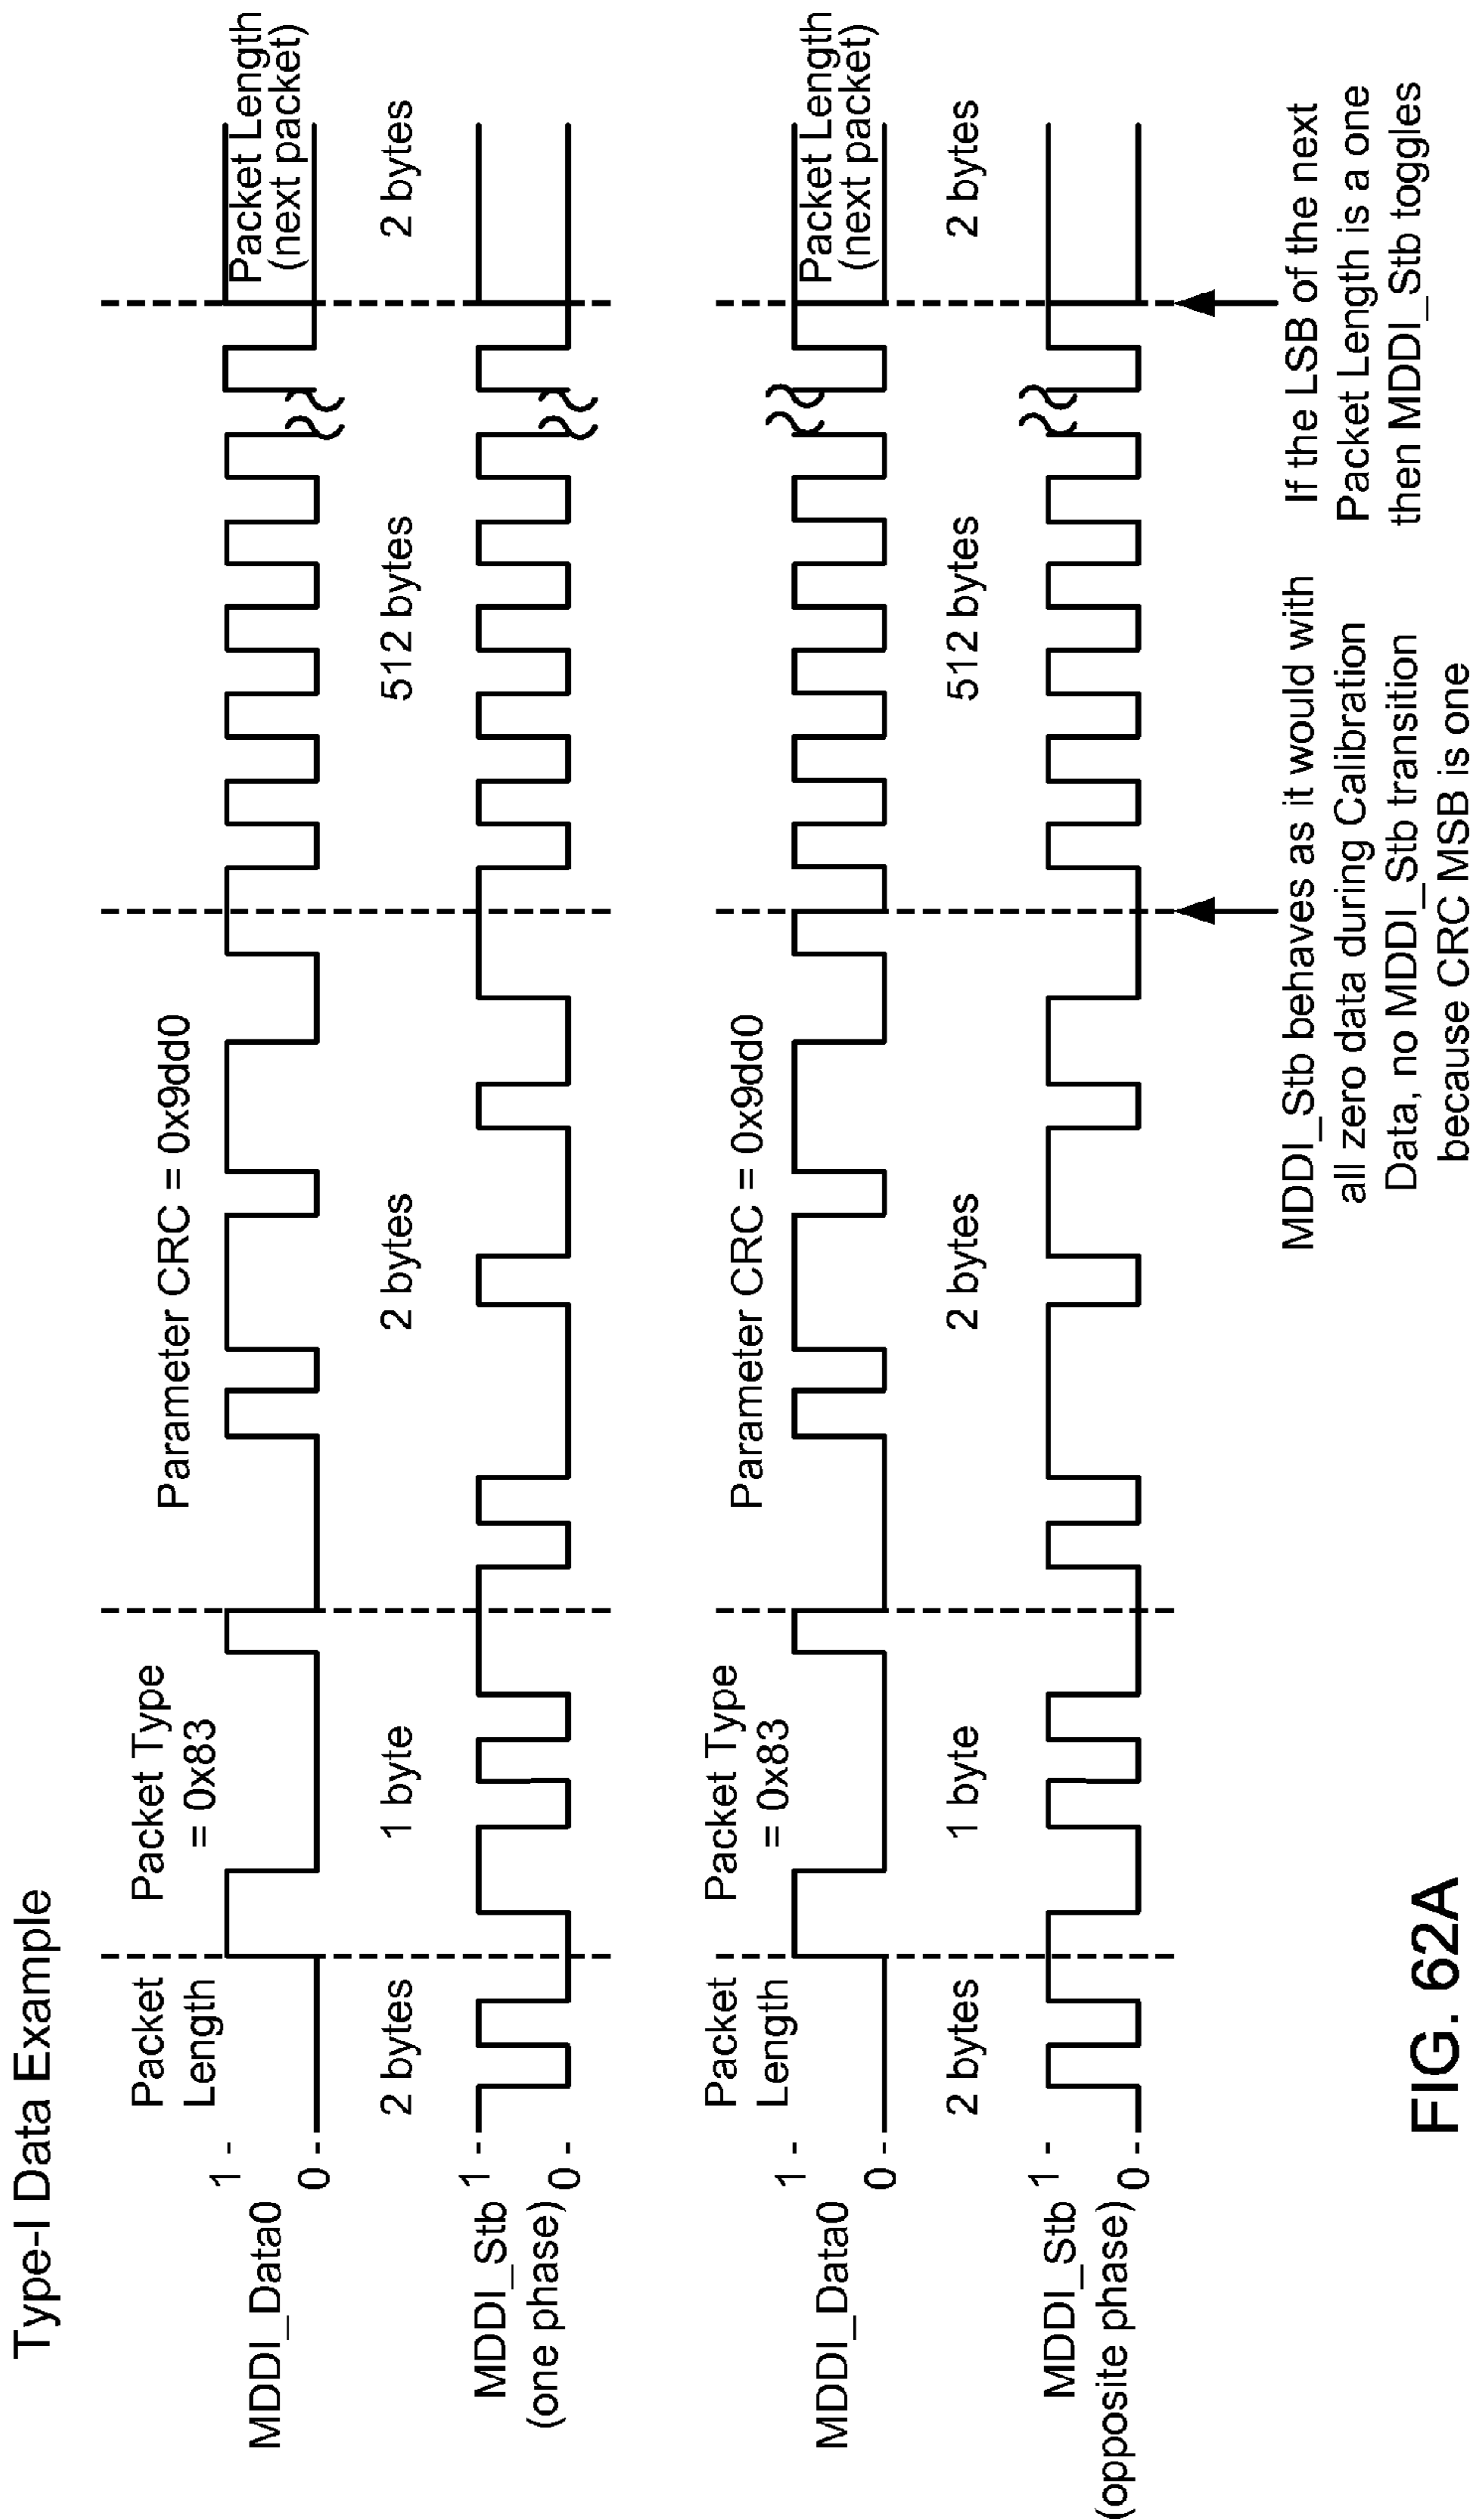 Type-I Data Example
Packet
Length
Packet Type
= 0x83
Parameter CRC = 0x9dd0
Packet Length
(next packet)
MDDI_Data0
1 -
0 -
2 bytes
1 byte
2 bytes
512 bytes
2 bytes
MDDI_Stb
(one phase)
1 -
0 -
Packet
Length
Packet Type
= 0x83
Parameter CRC = 0x9dd0
Packet Length
(next packet)
MDDI_Data0
1 -
0 -
2 bytes
1 byte
2 bytes
512 bytes
2 bytes
MDDI_Stb
(opposite phase)
1 -
0 -
MDDI_Stb behaves as it would with
all zero data during Calibration
Data, no MDDI_Stb transition
because CRC MSB is one
If the LSB of the next
Packet Length is a one
then MDDI_Stb toggles
FIG. 62A